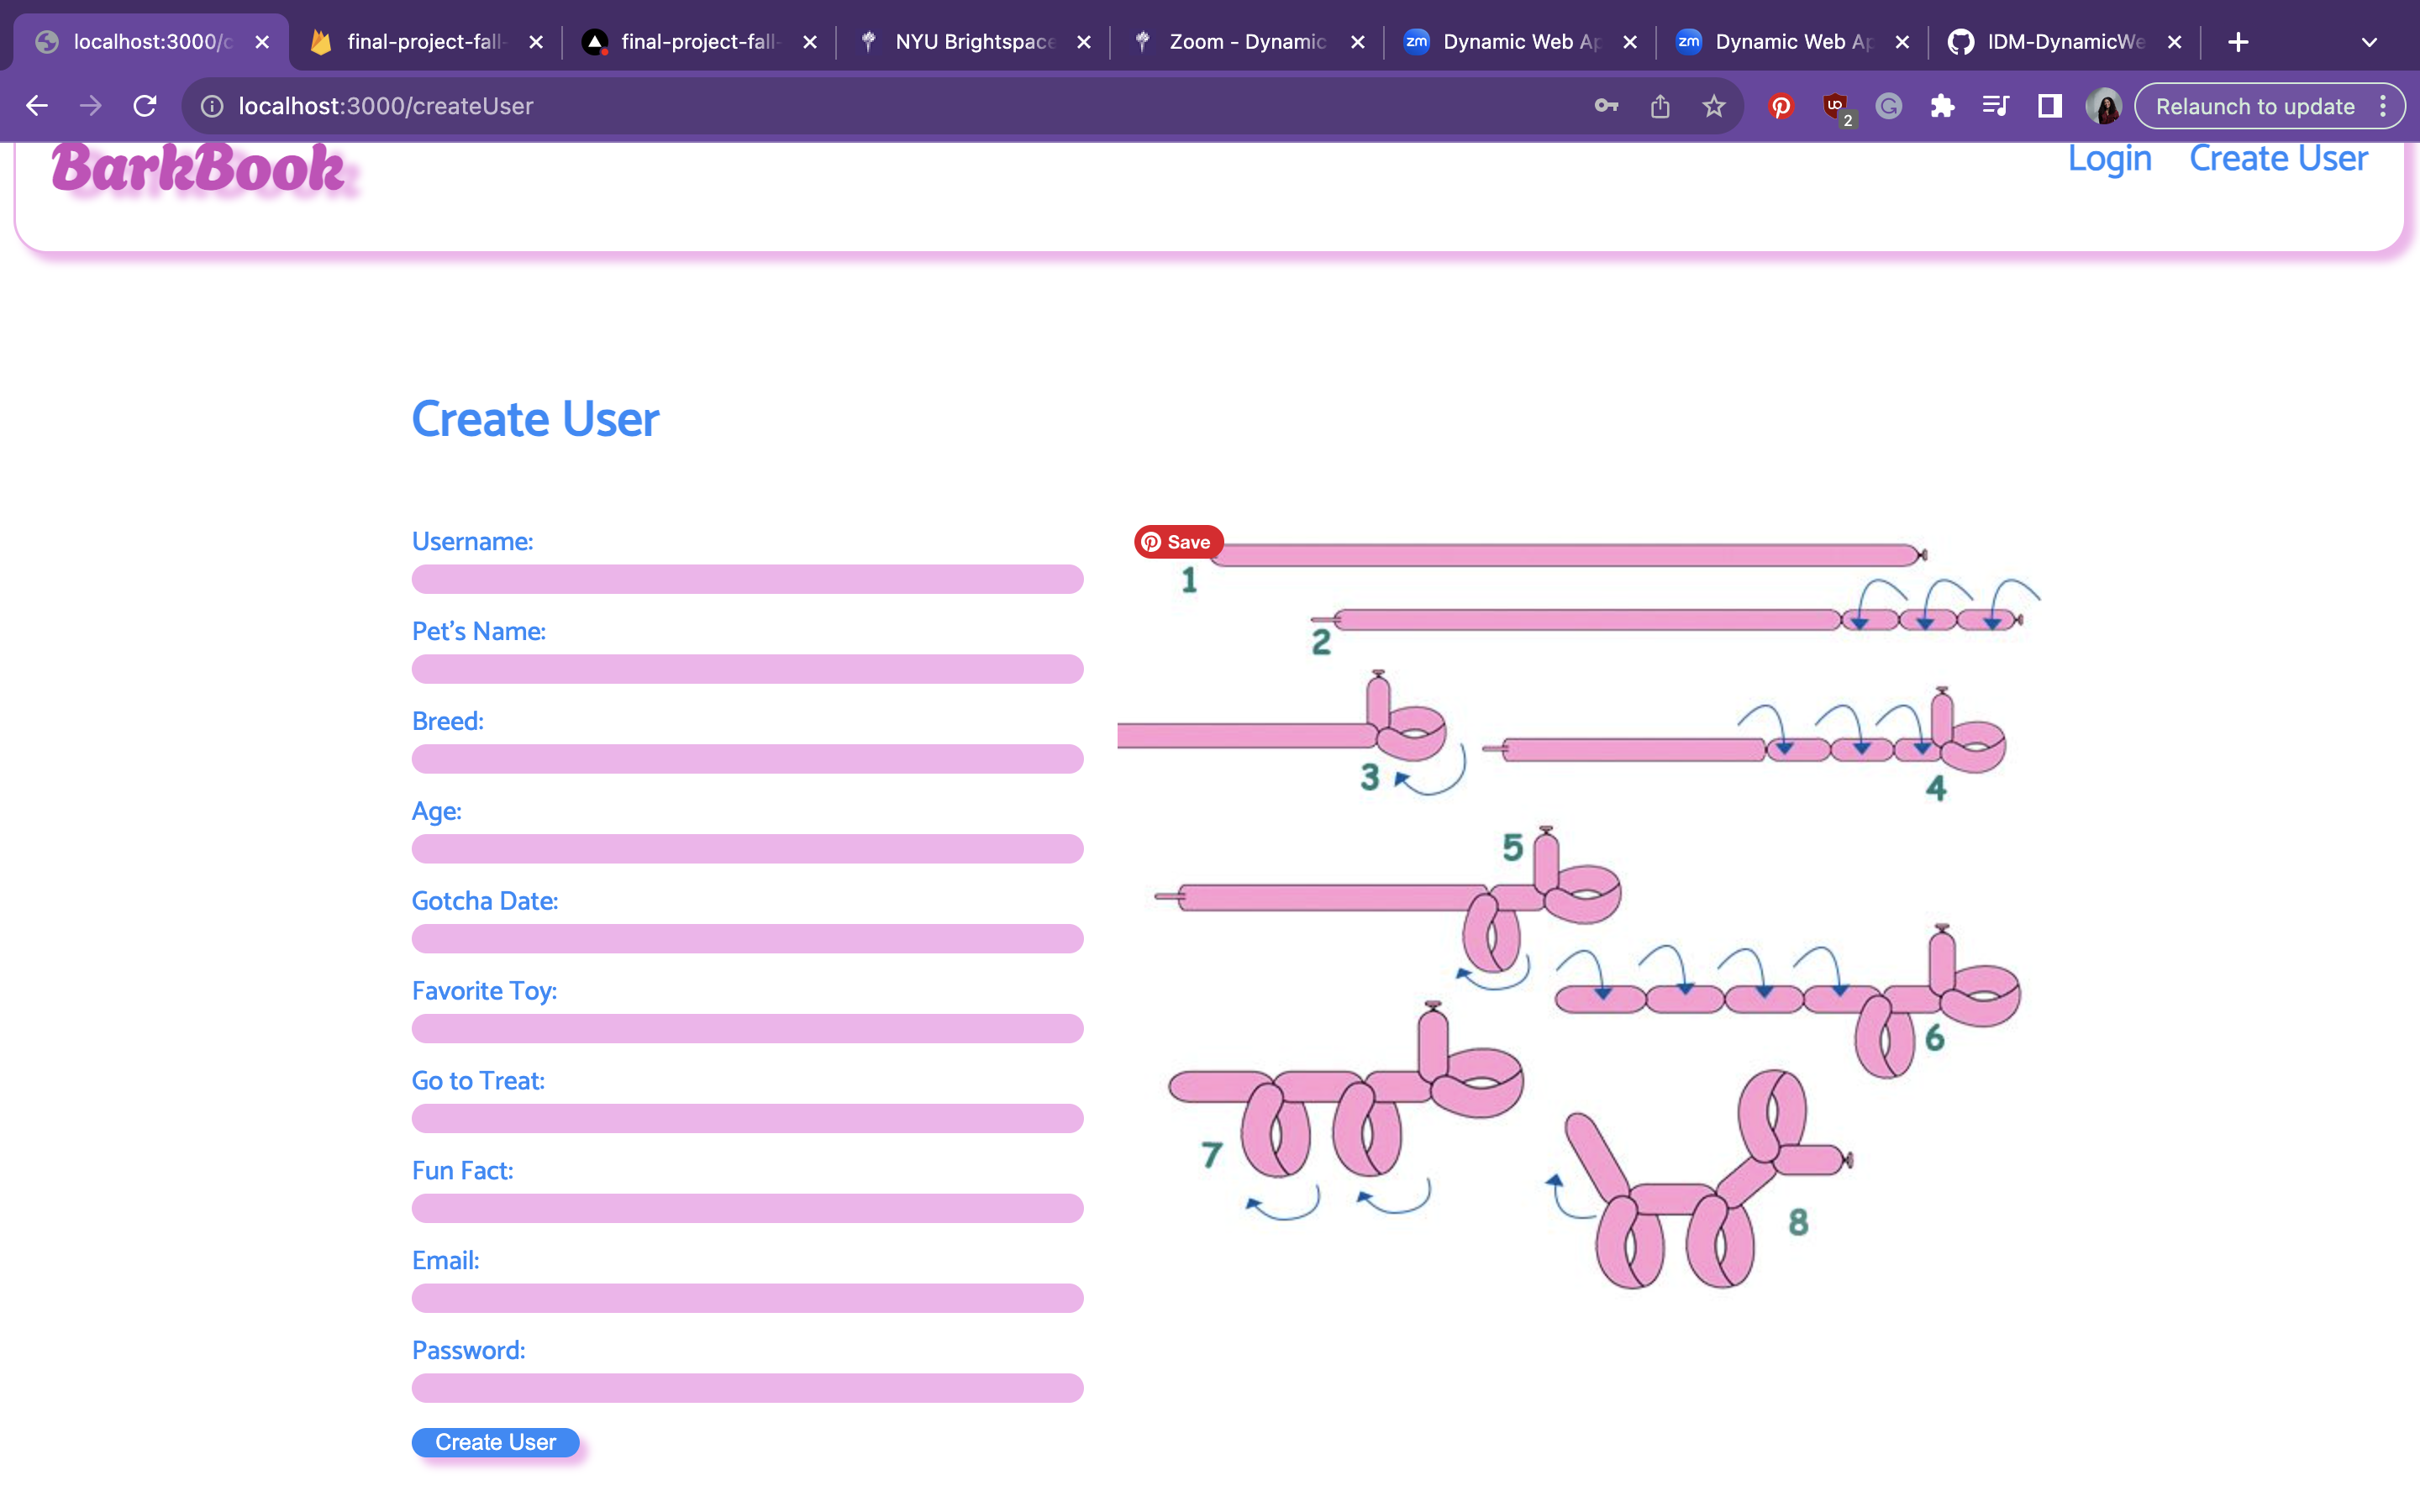 localhost:3000/c
final-project-fall-
final-project-fall-
NYU Brightspace
Zoom - Dynamic
zm
Dynamic Web Ap
zm
Dynamic Web Ap
IDM-DynamicWe
localhost:3000/createUser
2
Relaunch to update
BarkBook
Login
Create User
Create User
Username:
Pet's Name:
Breed:
Age:
Gotcha Date:
Favorite Toy:
Go to Treat:
Fun Fact:
Email:
Password:
Create User
Save
1
2
3
4
5
6
7
8